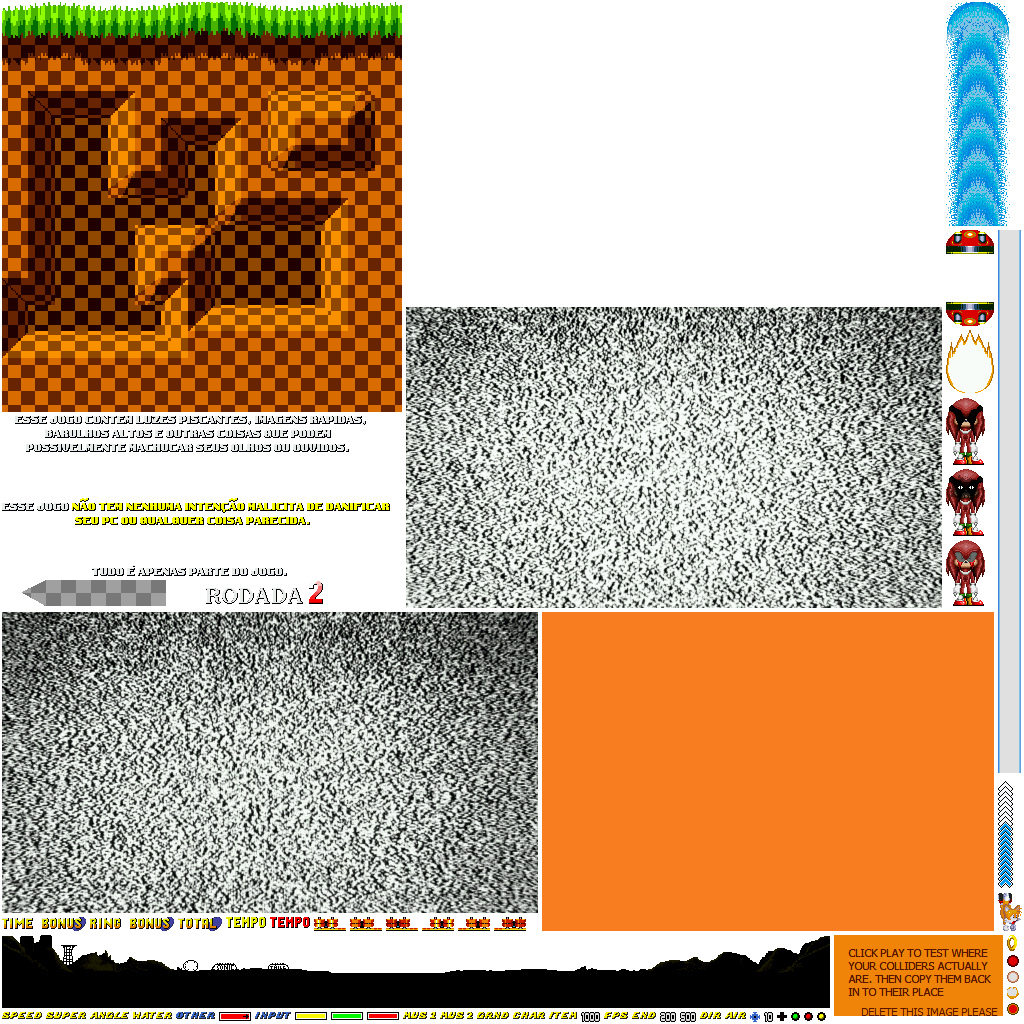 ESSE JOGO CONTEM LUZES PISCANTES, IMAGENS RAPIDAS,
BARULHOS ALTOS E OUTRAS COISAS QUE PODEM
POSSIVELMENTE MACHUCAR SEUS OLHOS OU OUVIDOS.
ESSE JOGO NÃO TEM NENHUMA INTENÇÃO MALICITA DE DANIFICAR
SEU PC OU QUALQUER COISA PARECIDA.
TUDO É APENAS PARTE DO JOGO.
RODADA 2
TIME BONUS RING BONUS TOTAL TEMPO TEMPO
CLICK PLAY TO TEST WHERE
YOUR COLLIDERS ACTUALLY
ARE. THEN COPY THEM BACK
IN TO THEIR PLACE
DELETE THIS IMAGE PLEASE
SPEED SUPER ANGLE WATER OTHER INPUT MUS 1 MUS 2 GRND CHAR ITEM 1000 FPS END 200 500 DIR AIR 10